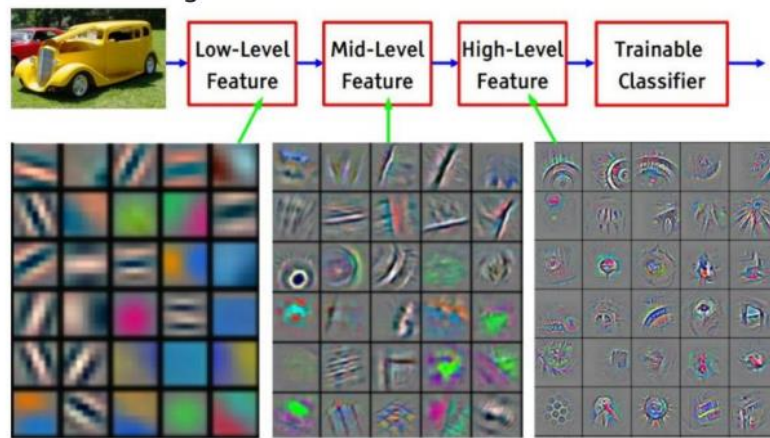 Low-Level
Feature
Mid-Level
Feature
High-Level
Feature
Trainable
Classifier